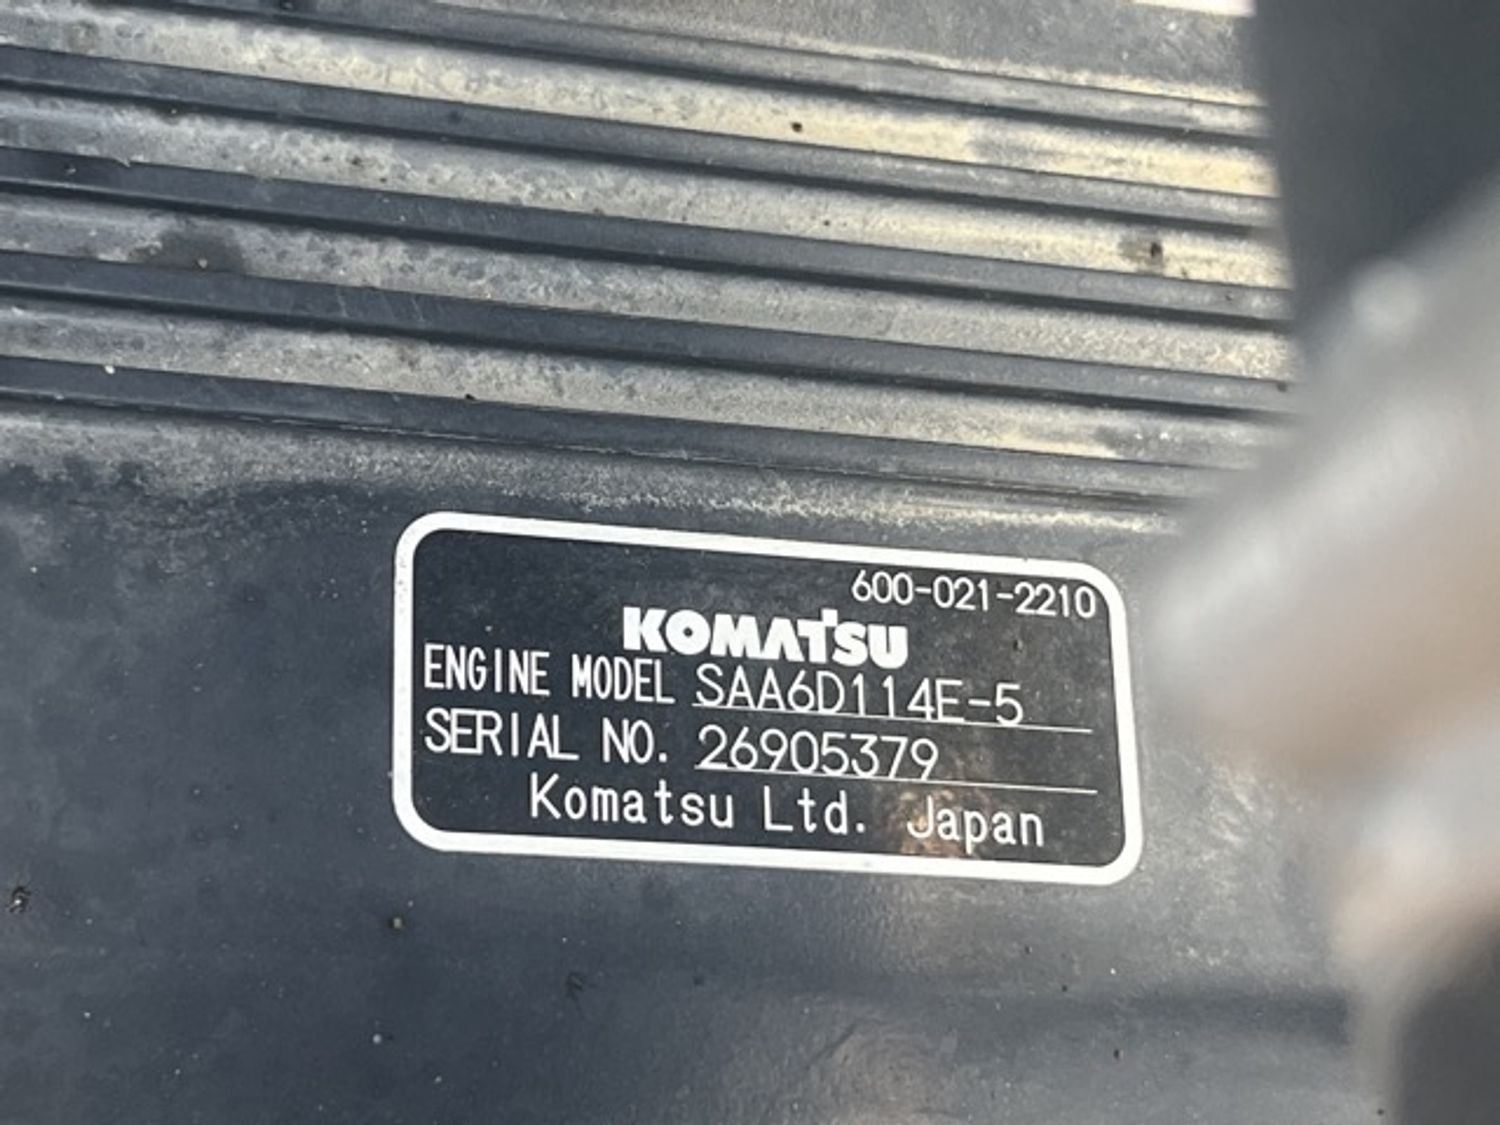 600-021-2210
KOMATSU
ENGINE MODEL SAA6D114E-5
SERIAL NO. 26905379
Komatsu Ltd. Japan